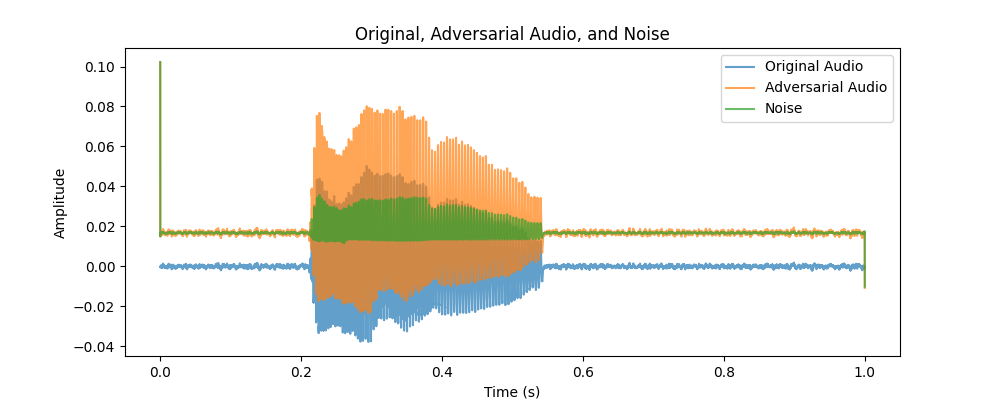 Original, Adversarial Audio, and Noise
Original Audio
Adversarial Audio
Noise
Amplitude
0.10
0.08
0.06
0.04
0.02
0.00
−0.02
−0.04
0.0 0.2 0.4 0.6 0.8 1.0
Time (s)